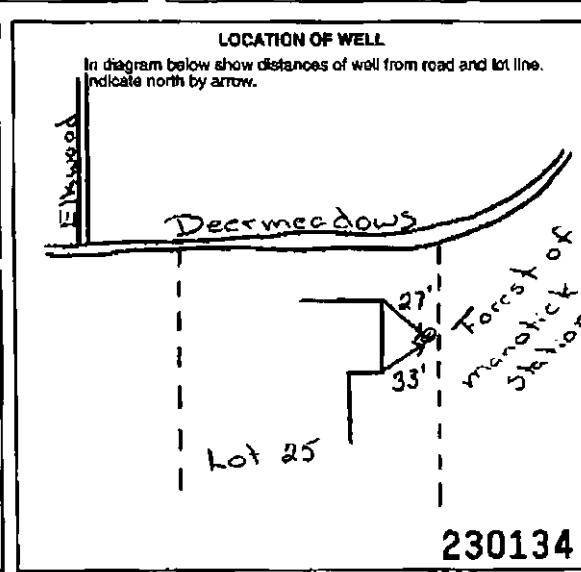 LOCATION OF WELL
In diagram below show distances of well from road and lot line.
Indicate north by arrow.
Elkwood
Deermeadows
27'
Forest of
manotick
Station
33'
Lot 25
230134